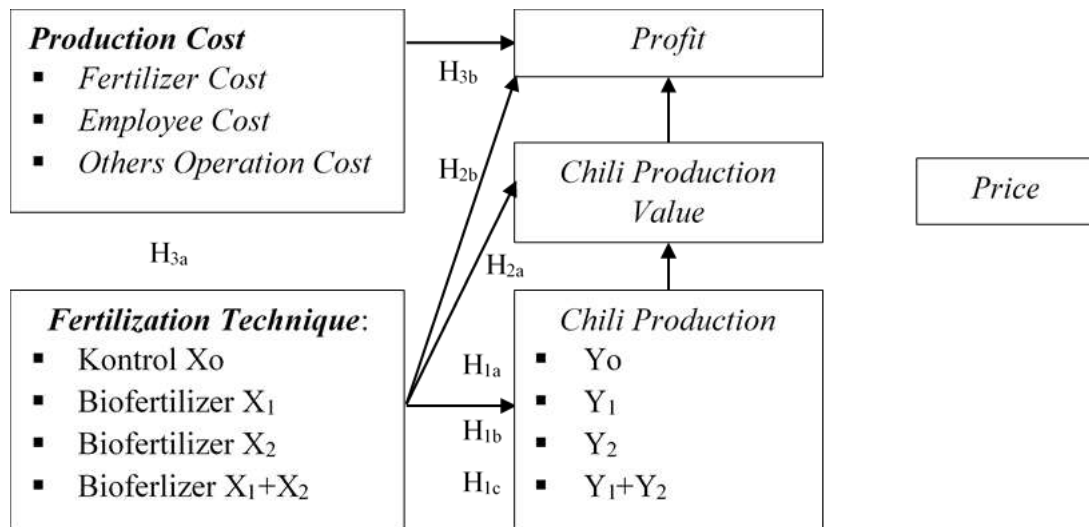 Production Cost
▪ Fertilizer Cost
▪ Employee Cost
▪ Others Operation Cost
H3b
Profit
H2b
Chili Production
Value
Price
H3a
H2a
Fertilization Technique:
▪ Kontrol Xo
▪ Biofertilizer X1
▪ Biofertilizer X2
▪ Bioferlizer X1+X2
H1a
H1b
H1c
Chili Production
▪ Yo
▪ Y1
▪ Y2
▪ Y1+Y2